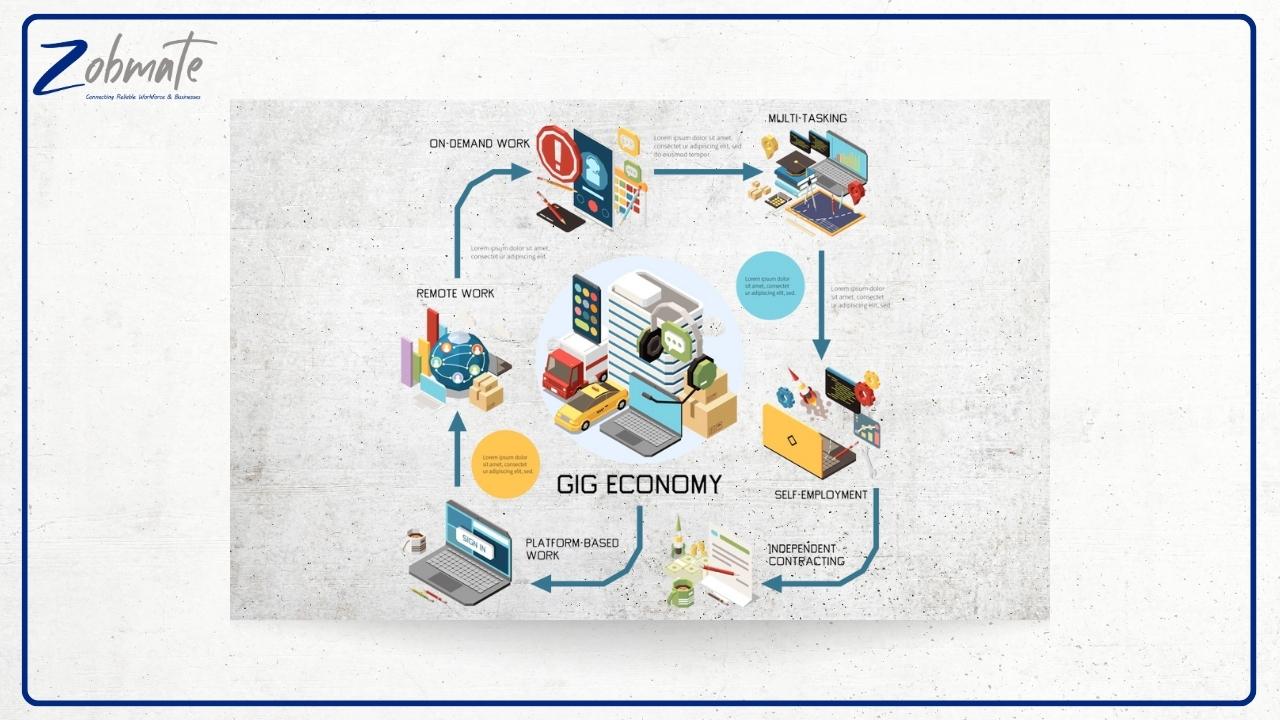 Zobmate
Connecting Reliable Workforce & Businesses
ON-DEMAND WORK
Lorem ipsum dolor sit amet,
consectet ur adipiscing elit, sed
do eiusmod tempor.
MULTI-TASKING
Lorem ipsum dolor sit amet,
consectet ur adipiscing elit.
REMOTE WORK
Lorem ipsum dolor
sit amet, consectet
ur adipiscing elit, sed.
Lorem ipsum dolor
sit amet, consectet
ur adipiscing elit, sed.
TAXI
Lorem ipsum dolor
sit amet, consectet
ur adipiscing elit, sed.
GIG ECONOMY
SELF-EMPLOYMENT
SIGN IN
PLATFORM-BASED
WORK
INDEPENDENT
CONTRACTING